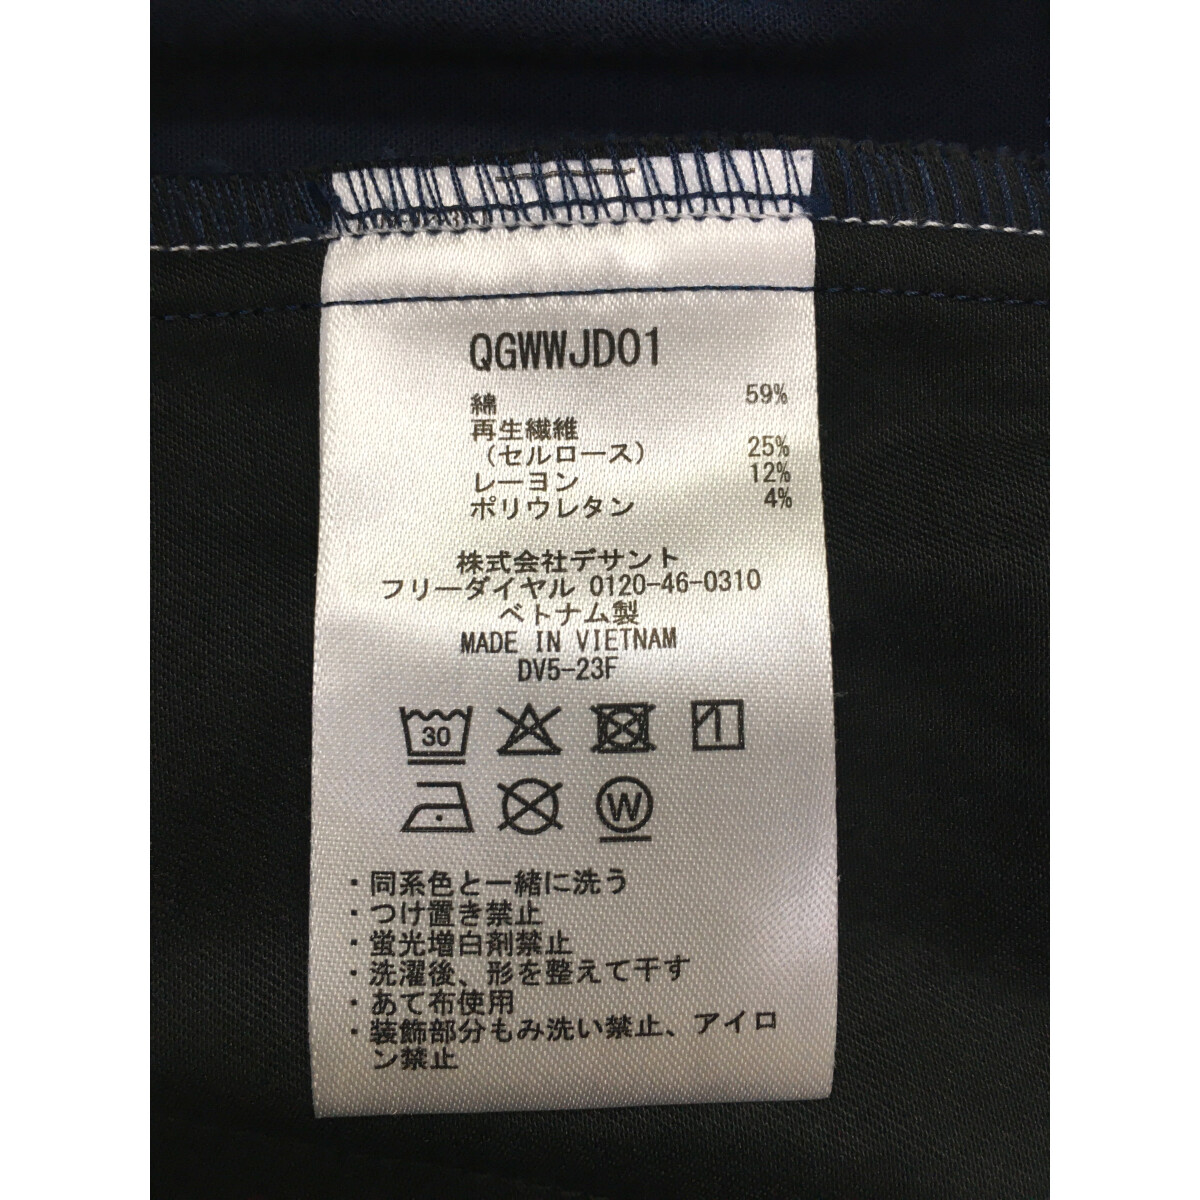 QGWWJD01
綿 59%
再生繊維
(セルロース) 25%
レーヨン 12%
ポリウレタン 4%
株式会社デサント
フリーダイヤル 0120-46-0310
ベトナム製
MADE IN VIETNAM
DV5-23F
30
W
・同系色と一緒に洗う
・つけ置き禁止
・蛍光増白剤禁止
・洗濯後、形を整えて干す
・あて布使用
・装飾部分もみ洗い禁止、アイロ
ン禁止